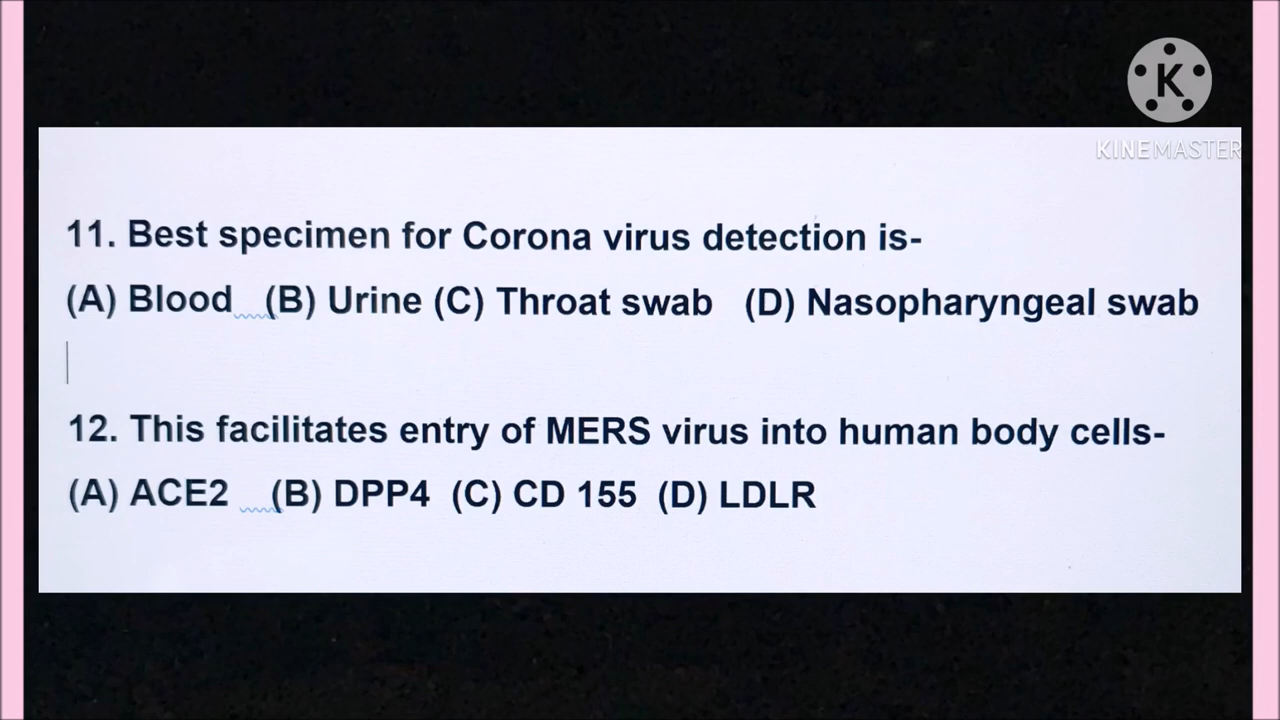 K
KINEMASTER
11. Best specimen for Corona virus detection is-
(A) Blood (B) Urine (C) Throat swab (D) Nasopharyngeal swab
12. This facilitates entry of MERS virus into human body cells-
(A) ACE2 (B) DPP4 (C) CD 155 (D) LDLR